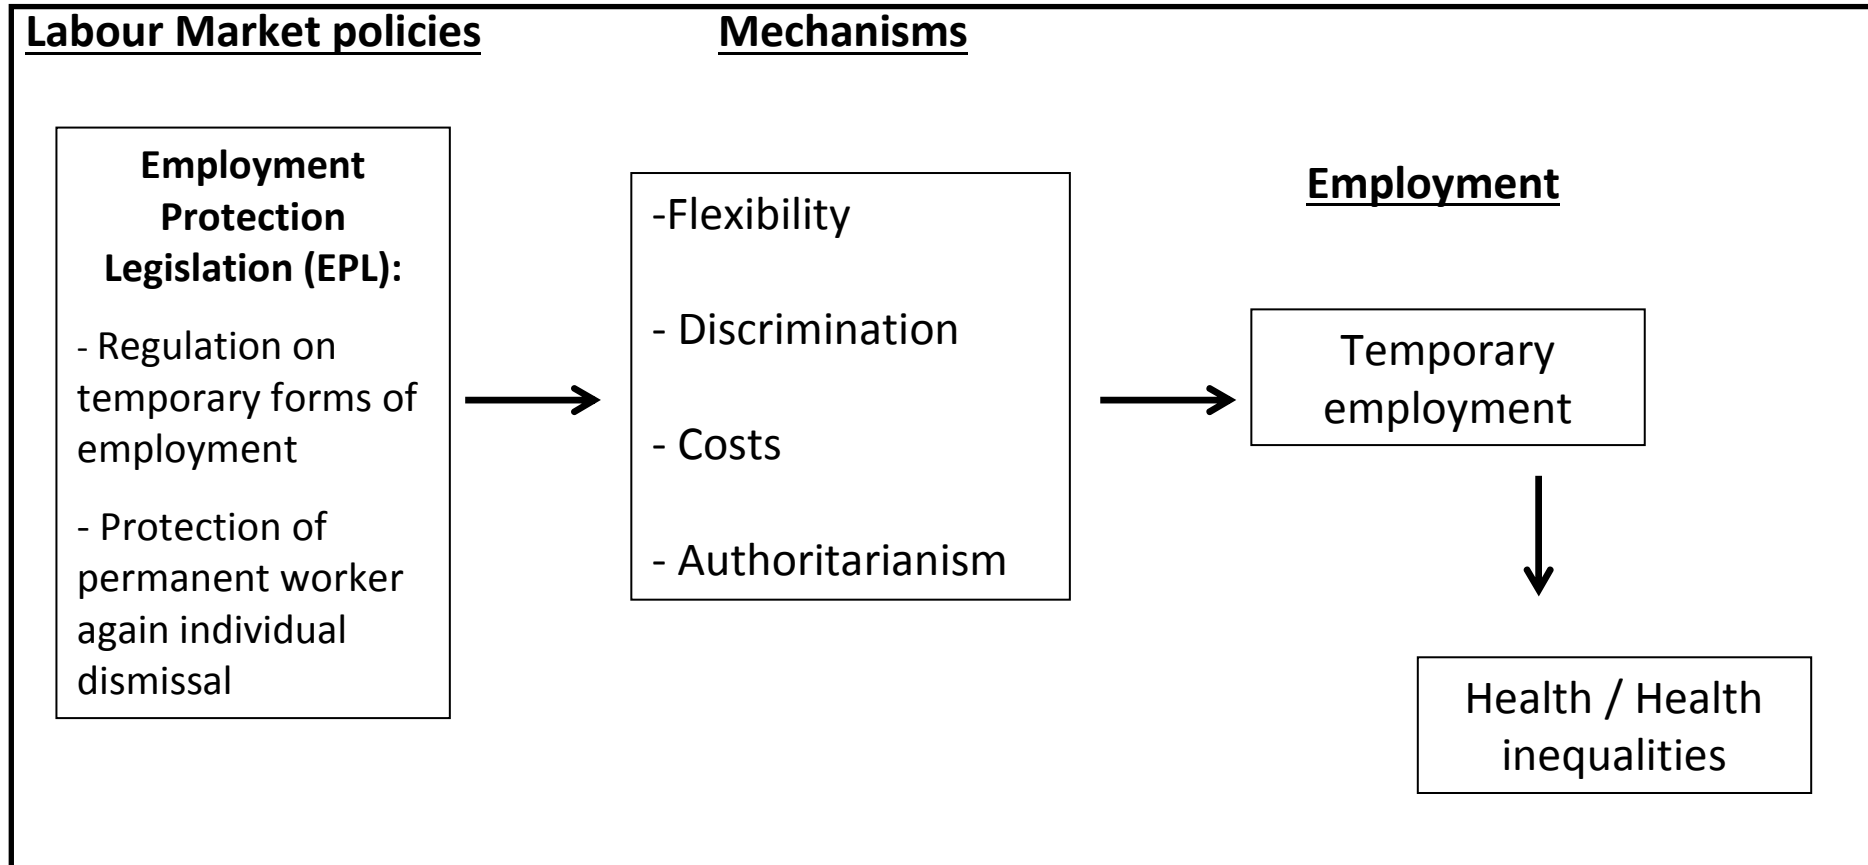 Labour Market policies
Mechanisms
Employment
Protection
Legislation (EPL):
- Regulation on
temporary forms of
employment
- Protection of
permanent worker
again individual
dismissal
-Flexibility
- Discrimination
- Costs
- Authoritarianism
Employment
Temporary
employment
Health / Health
inequalities